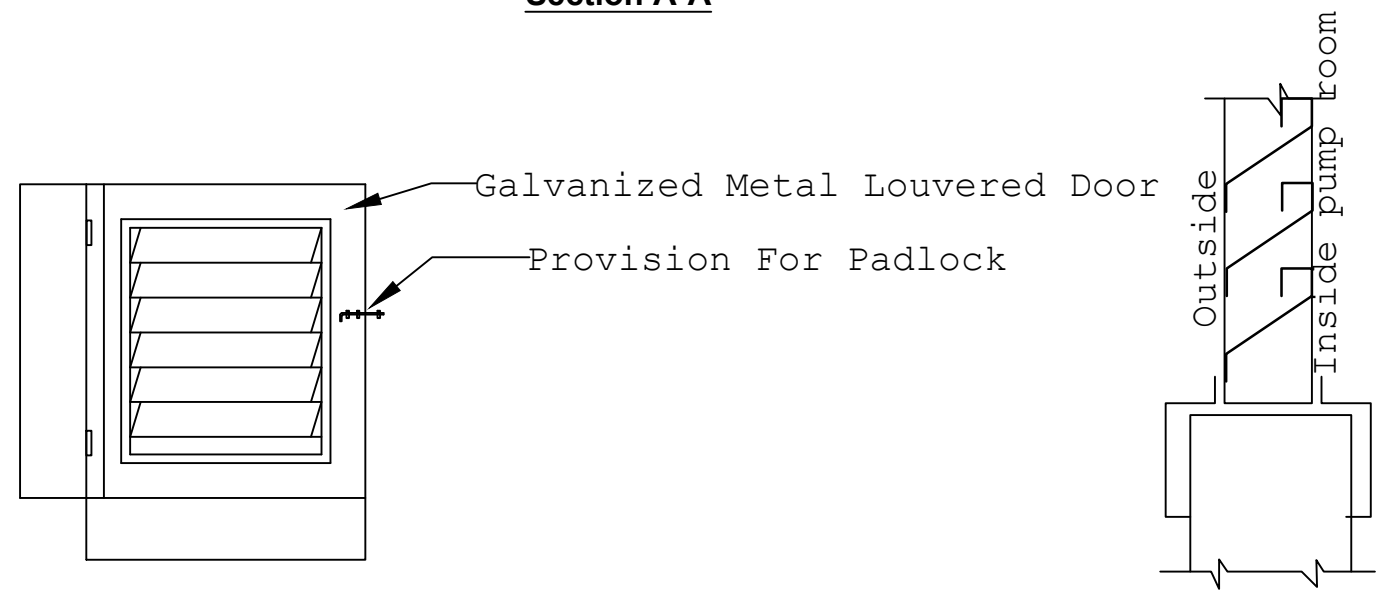 Section A-A
Galvanized Metal Louvered Door
Provision For Padlock
Outside
Inside pump room